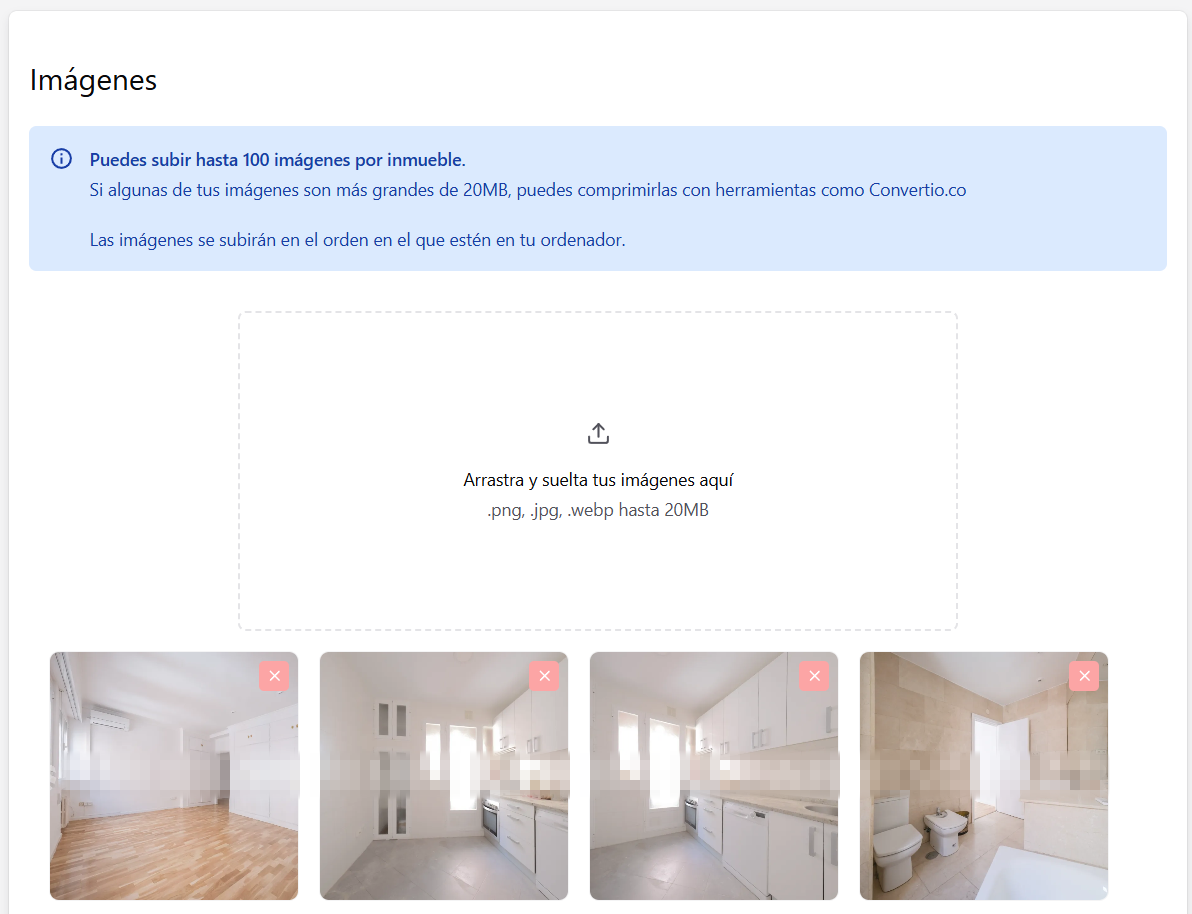 Imágenes
Puedes subir hasta 100 imágenes por inmueble.
Si algunas de tus imágenes son más grandes de 20MB, puedes comprimirlas con herramientas como Convertio.co
Las imágenes se subirán en el orden en el que estén en tu ordenador.
Arrastra y suelta tus imágenes aquí
.png, .jpg, .webp hasta 20MB